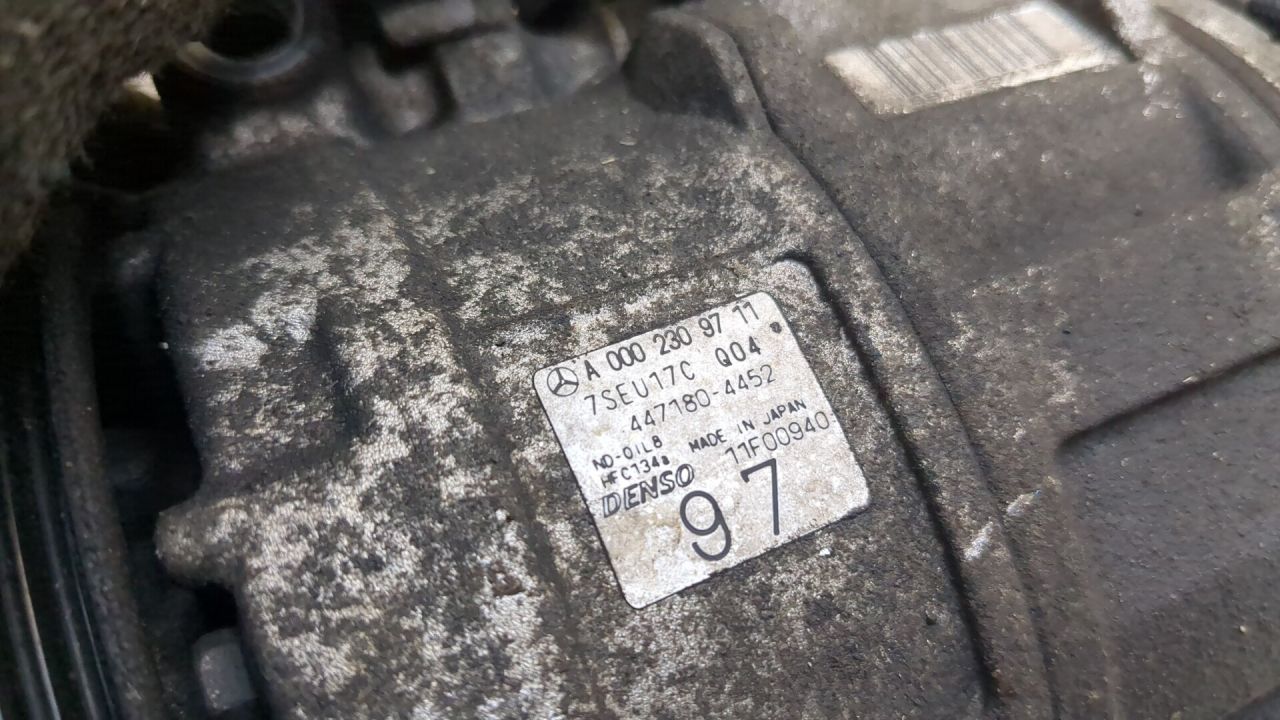 A 000 230 97 11
7SEU17C Q04
447180-4452
ND-OIL8
HFC134a MADE IN JAPAN
DENSO 11F00940
97